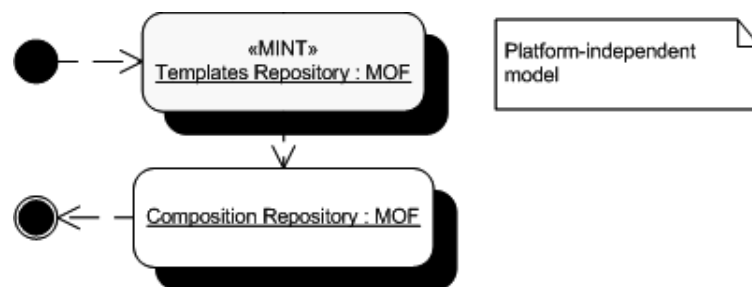 «MINT»
Templates Repository : MOF
Platform-independent
model
Composition Repository : MOF